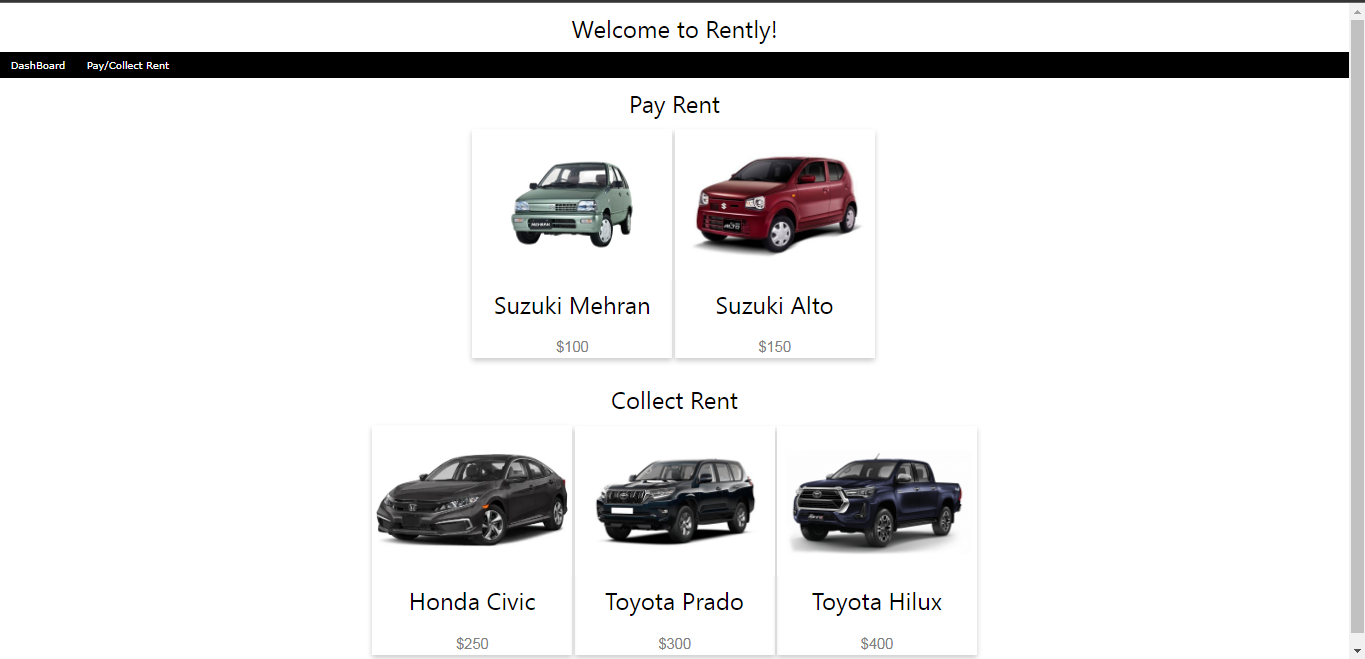 Welcome to Rently!
DashBoard Pay/Collect Rent
Pay Rent
Suzuki Mehran
$100
Suzuki Alto
$150
Collect Rent
Honda Civic
$250
Toyota Prado
$300
Toyota Hilux
$400